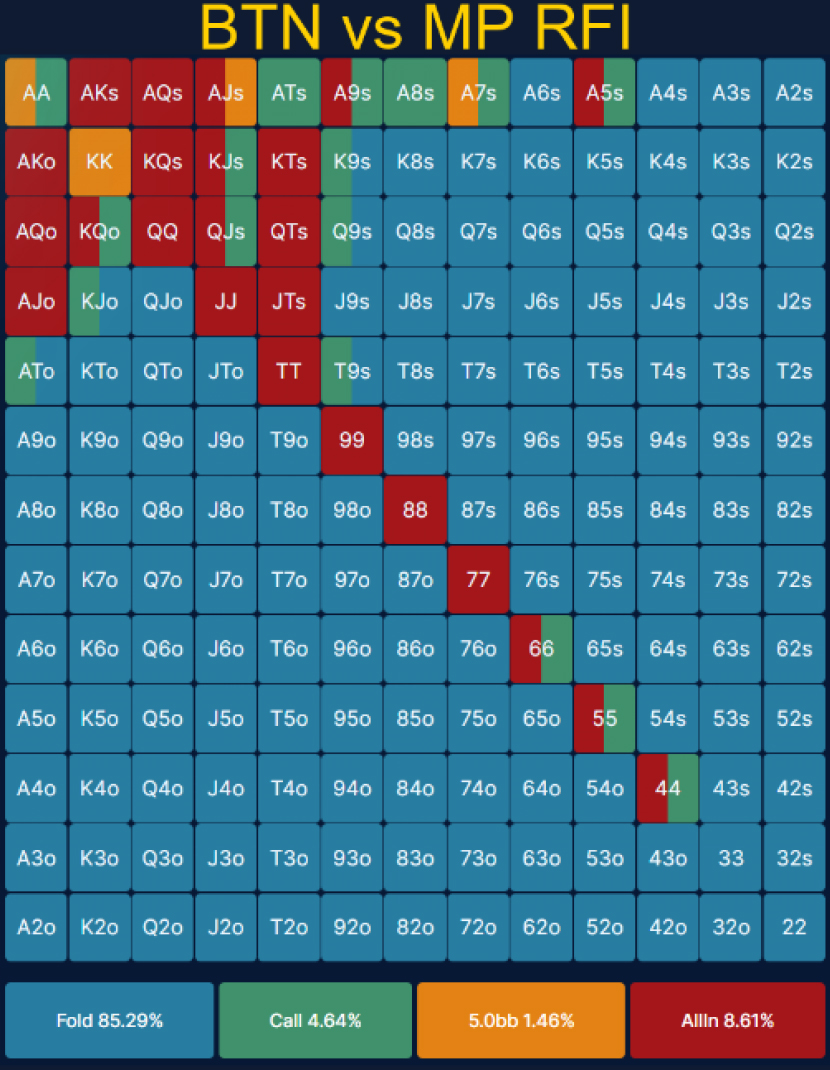 BTN vs MP RFI
AA AKs AQs AJs ATs A9s A8s A7s A6s A5s A4s A3s A2s
AKo KK KQs KJs KTs K9s K8s K7s K6s K5s K4s K3s K2s
AQo KQo QQ QJs QTs Q9s Q8s Q7s Q6s Q5s Q4s Q3s Q2s
AJo KJo QJo JJ JTs J9s J8s J7s J6s J5s J4s J3s J2s
ATo KTo QTo JTo TT T9s T8s T7s T6s T5s T4s T3s T2s
A9o K9o Q9o J9o T9o 99 98s 97s 96s 95s 94s 93s 92s
A8o K8o Q8o J8o T8o 98o 88 87s 86s 85s 84s 83s 82s
A7o K7o Q7o J7o T7o 97o 87o 77 76s 75s 74s 73s 72s
A6o K6o Q6o J6o T6o 96o 86o 76o 66 65s 64s 63s 62s
A5o K5o Q5o J5o T5o 95o 85o 75o 65o 55 54s 53s 52s
A4o K4o Q4o J4o T4o 94o 84o 74o 64o 54o 44 43s 42s
A3o K3o Q3o J3o T3o 93o 83o 73o 63o 53o 43o 33 32s
A2o K2o Q2o J2o T2o 92o 82o 72o 62o 52o 42o 32o 22
Fold 85.29% Call 4.64% 5.0bb 1.46% AllIn 8.61%